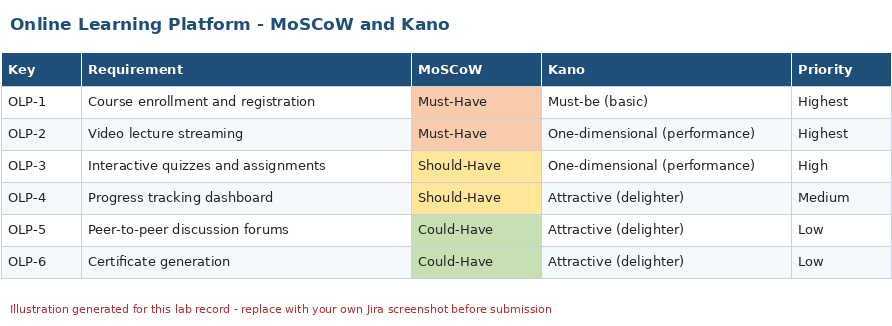 Online Learning Platform - MoSCoW and Kano
Key Requirement MoSCoW Kano Priority
OLP-1 Course enrollment and registration Must-Have Must-be (basic) Highest
OLP-2 Video lecture streaming Must-Have One-dimensional (performance) Highest
OLP-3 Interactive quizzes and assignments Should-Have One-dimensional (performance) High
OLP-4 Progress tracking dashboard Should-Have Attractive (delighter) Medium
OLP-5 Peer-to-peer discussion forums Could-Have Attractive (delighter) Low
OLP-6 Certificate generation Could-Have Attractive (delighter) Low
Illustration generated for this lab record - replace with your own Jira screenshot before submission